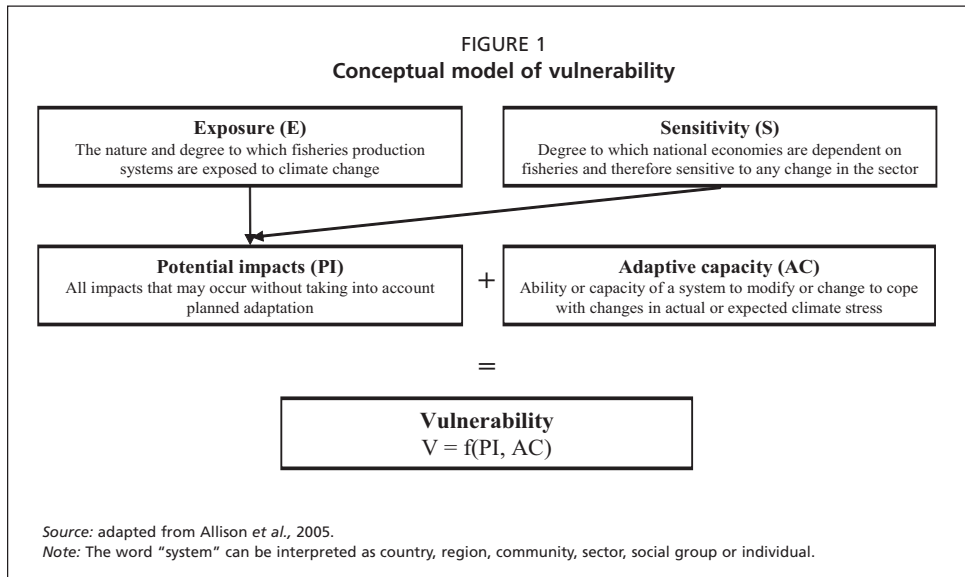 FIGURE 1
Conceptual model of vulnerability
Exposure (E)
The nature and degree to which fisheries production
systems are exposed to climate change
Sensitivity (S)
Degree to which national economies are dependent on
fisheries and therefore sensitive to any change in the sector
Potential impacts (PI)
All impacts that may occur without taking into account
planned adaptation
+
Adaptive capacity (AC)
Ability or capacity of a system to modify or change to cope
with changes in actual or expected climate stress
=
Vulnerability
V = f(PI, AC)
Source: adapted from Allison et al., 2005.
Note: The word “system” can be interpreted as country, region, community, sector, social group or individual.